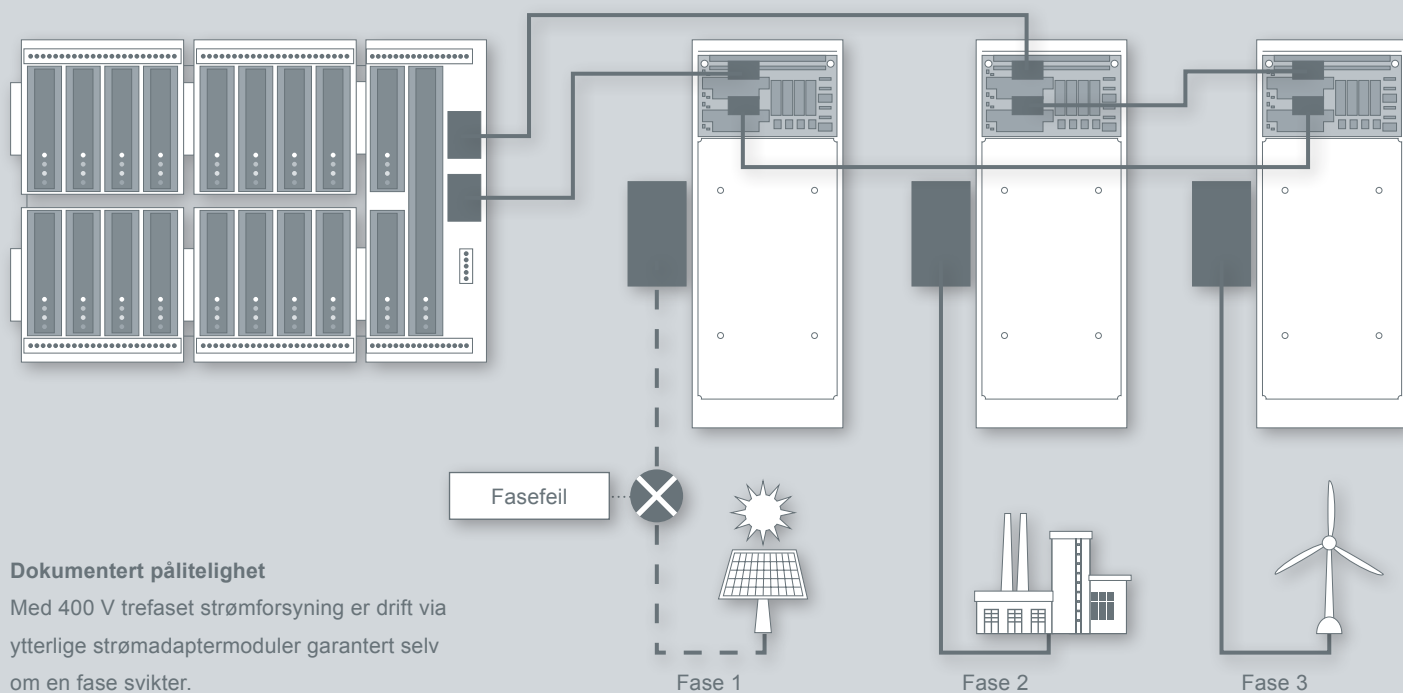 Fasefeil
Dokumentert pålitelighet
Med 400 V trefaset strømforsyning er drift via
ytterlige strømadaptermoduler garantert selv
om en fase svikter.
Fase 1
Fase 2
Fase 3